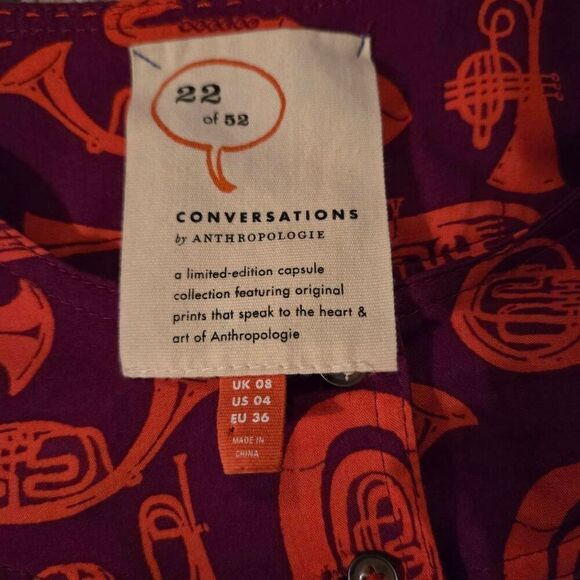 22
of 52
CONVERSATIONS
by ANTHROPOLOGIE
a limited-edition capsule
collection featuring original
prints that speak to the heart &
art of Anthropologie
UK 08
US 04
EU 36
MADE IN
CHINA